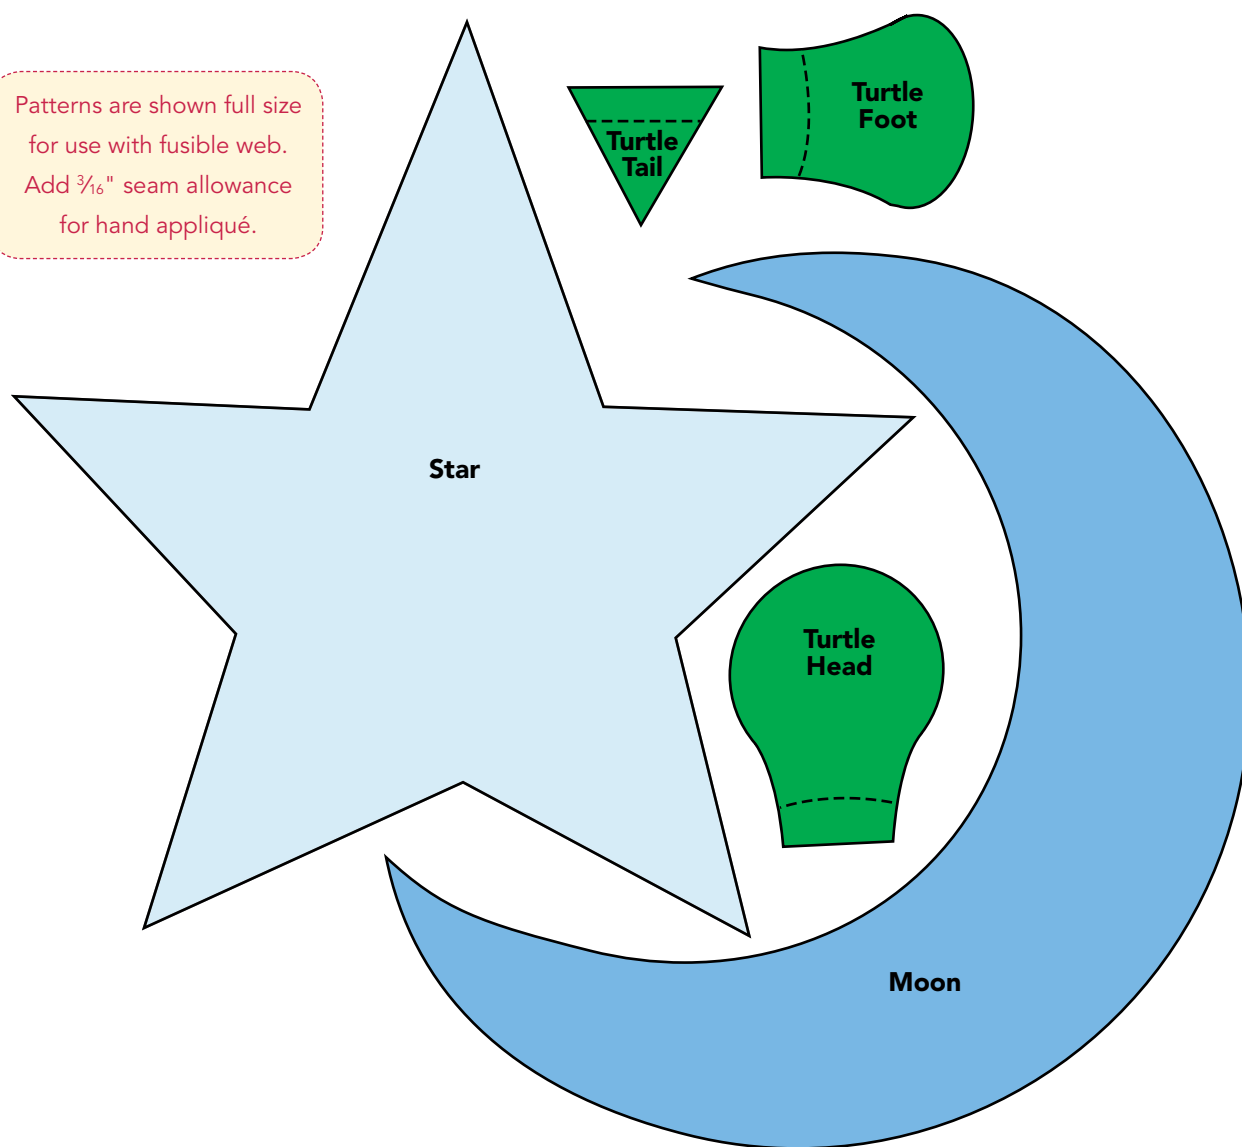 Patterns are shown full size
for use with fusible web.
Add 3⁄16" seam allowance
for hand appliqué.
Turtle
Tail
Turtle
Foot
Star
Turtle
Head
Moon